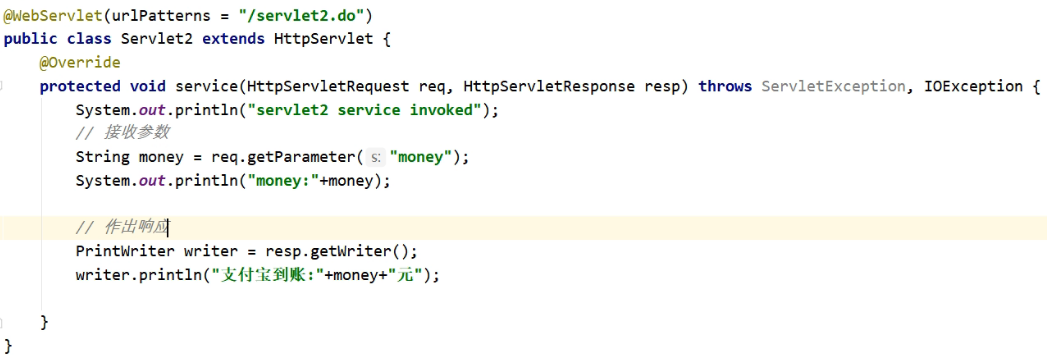 @WebServlet(urlPatterns = "/servlet2.do")
public class Servlet2 extends HttpServlet {
@Override
protected void service(HttpServletRequest req, HttpServletResponse resp) throws ServletException, IOException {
System.out.println("servlet2 service invoked");
// 接收参数
String money = req.getParameter( s: "money");
System.out.println("money:"+money);
// 作出响应
PrintWriter writer = resp.getWriter();
writer.println("支付宝到账:"+money+"元");
}
}